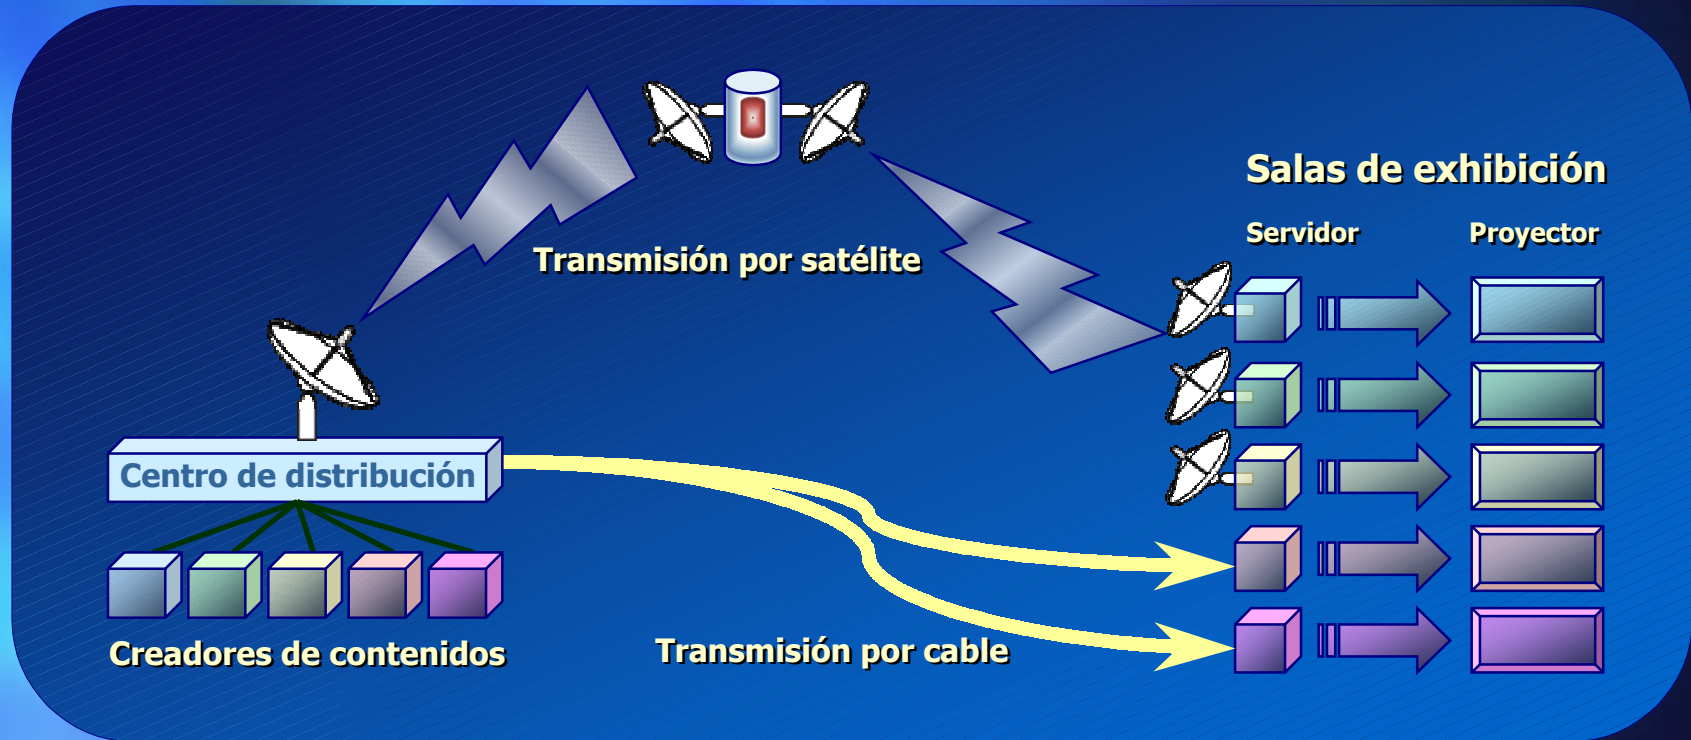 Salas de exhibición
Servidor
Proyector
Transmisión por satélite
Centro de distribución
Creadores de contenidos
Transmisión por cable